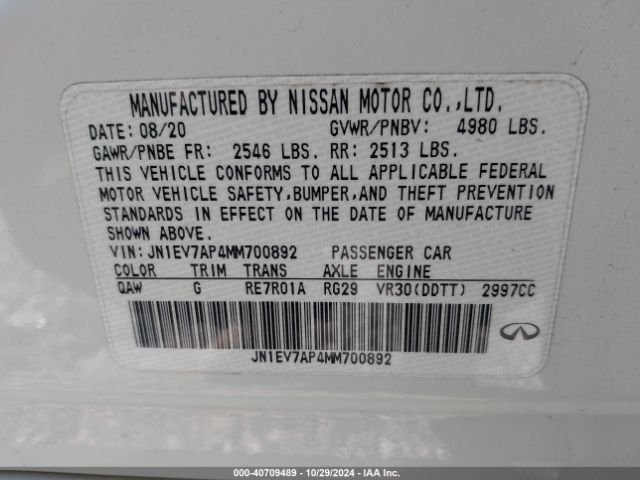 MANUFACTURED BY NISSAN MOTOR CO.,LTD.
DATE: 08/20 GVWR/PNBV: 4980 LBS.
GAWR/PNBE FR: 2546 LBS. RR: 2513 LBS.
THIS VEHICLE CONFORMS TO ALL APPLICABLE FEDERAL
MOTOR VEHICLE SAFETY,BUMPER,AND THEFT PREVENTION
STANDARDS IN EFFECT ON THE DATE OF MANUFACTURE
SHOWN ABOVE.
VIN: JN1EV7AP4MM700892 PASSENGER CAR
COLOR TRIM TRANS AXLE ENGINE
QAW G RE7R01A RG29 VR30(DDTT) 2997CC
JN1EV7AP4MM700892
000-40709489 - 10/29/2024 - IAA Inc.